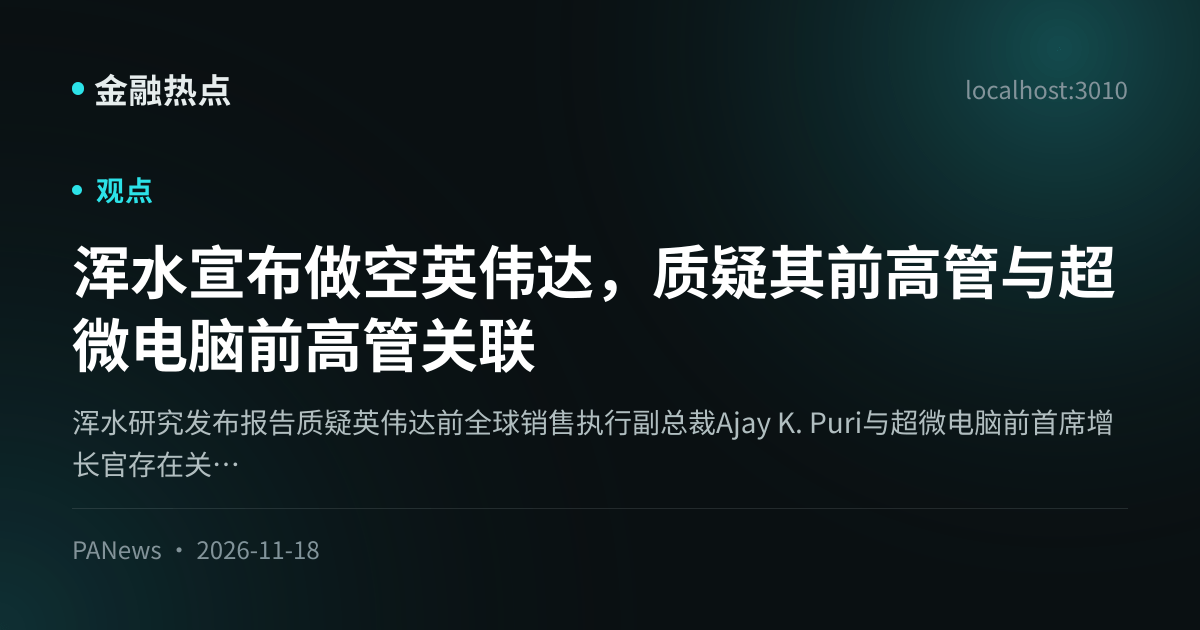 金融热点
localhost:3010
观点
浑水宣布做空英伟达，质疑其前高管与超
微电脑前高管关联
浑水研究发布报告质疑英伟达前全球销售执行副总裁Ajay K. Puri与超微电脑前首席增
长官存在关…
PANews • 2026-11-18